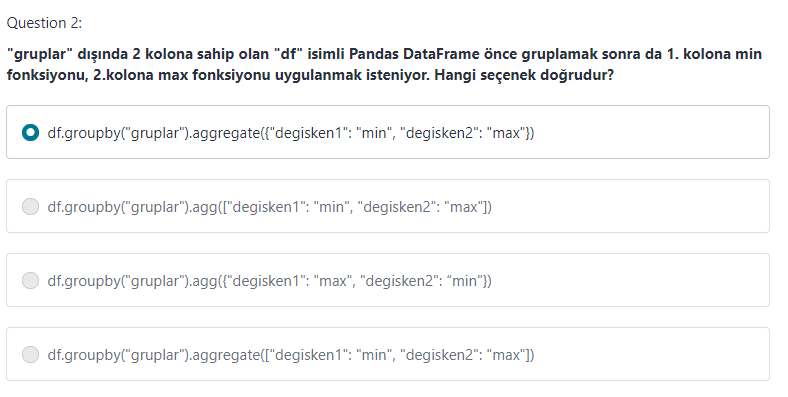 Question 2:
"gruplar" dışında 2 kolona sahip olan "df" isimli Pandas DataFrame önce gruplamak sonra da 1. kolona min
fonksiyonu, 2.kolona max fonksiyonu uygulanmak isteniyor. Hangi seçenek doğrudur?
df.groupby("gruplar").aggregate({"degisken1": "min", "degisken2": "max"})
df.groupby("gruplar").agg(["degisken1": "min", "degisken2": "max"])
df.groupby("gruplar").agg({"degisken1": "max", "degisken2": “min"})
df.groupby("gruplar").aggregate(["degisken1": "min", "degisken2": "max"])